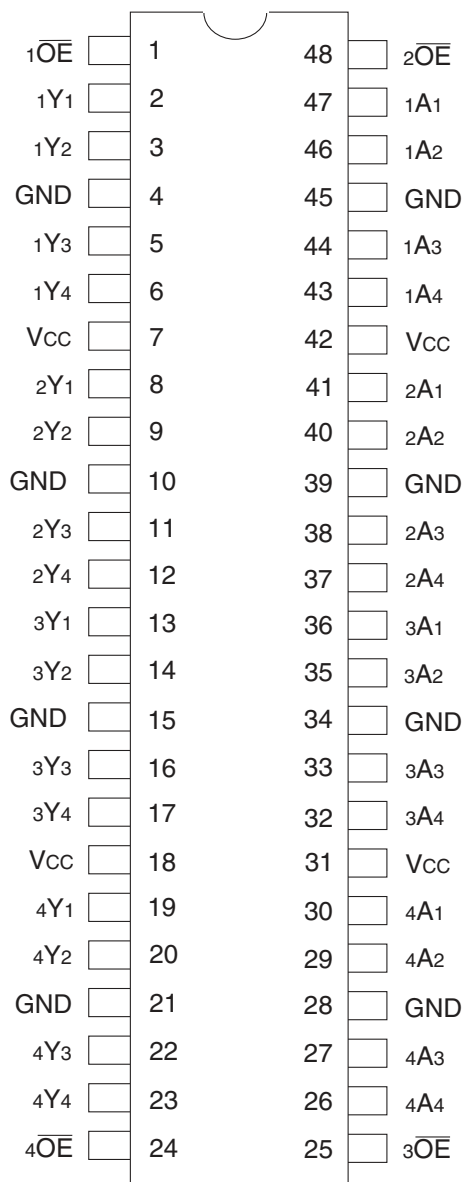 1O̅E̅ 1 48 2O̅E̅
1Y1 2 47 1A1
1Y2 3 46 1A2
GND 4 45 GND
1Y3 5 44 1A3
1Y4 6 43 1A4
VCC 7 42 VCC
2Y1 8 41 2A1
2Y2 9 40 2A2
GND 10 39 GND
2Y3 11 38 2A3
2Y4 12 37 2A4
3Y1 13 36 3A1
3Y2 14 35 3A2
GND 15 34 GND
3Y3 16 33 3A3
3Y4 17 32 3A4
VCC 18 31 VCC
4Y1 19 30 4A1
4Y2 20 29 4A2
GND 21 28 GND
4Y3 22 27 4A3
4Y4 23 26 4A4
4O̅E̅ 24 25 3O̅E̅